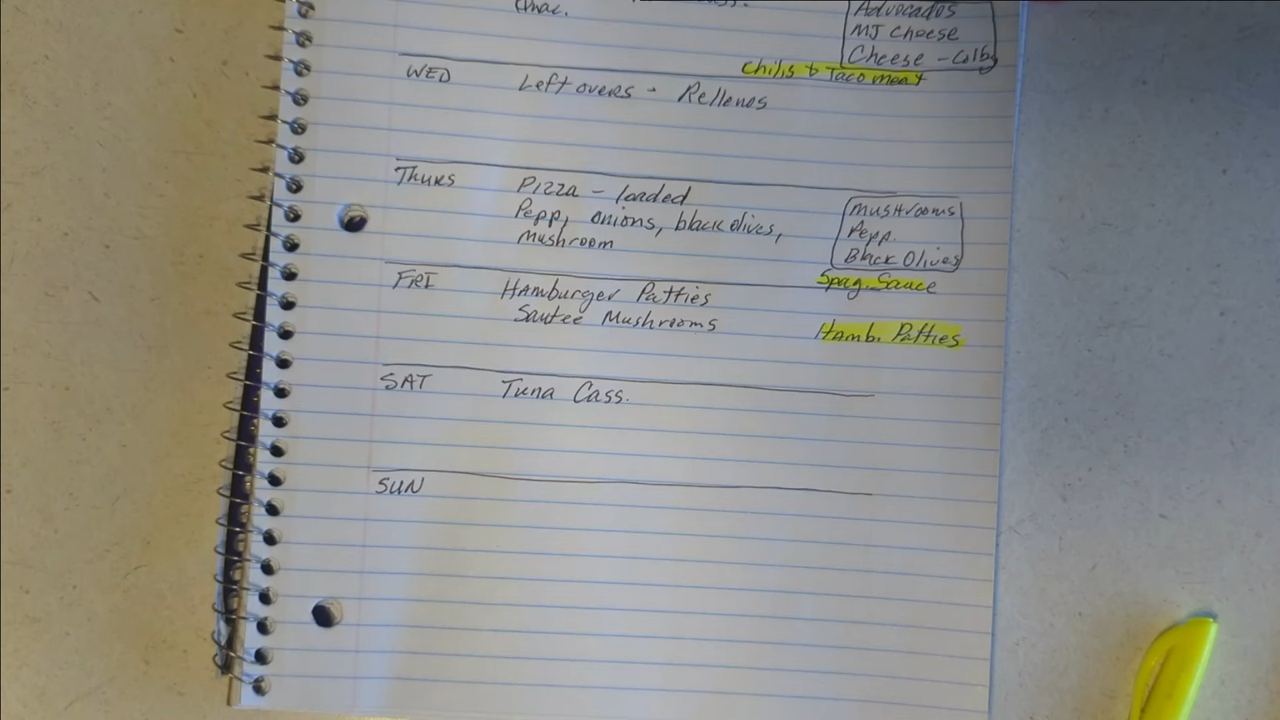 Advocados
MJ Cheese
Cheese - Colby
Chilis & Taco meat
WED Left overs - Rellenos
THURS Pizza - loaded
Pepp, onions, black olives,
Mushroom
Mushrooms
Pepp.
Black Olives
Spag. Sauce
FRI Hamburger Patties
Sautee Mushrooms
Hamb. Patties
SAT Tuna Cass.
SUN